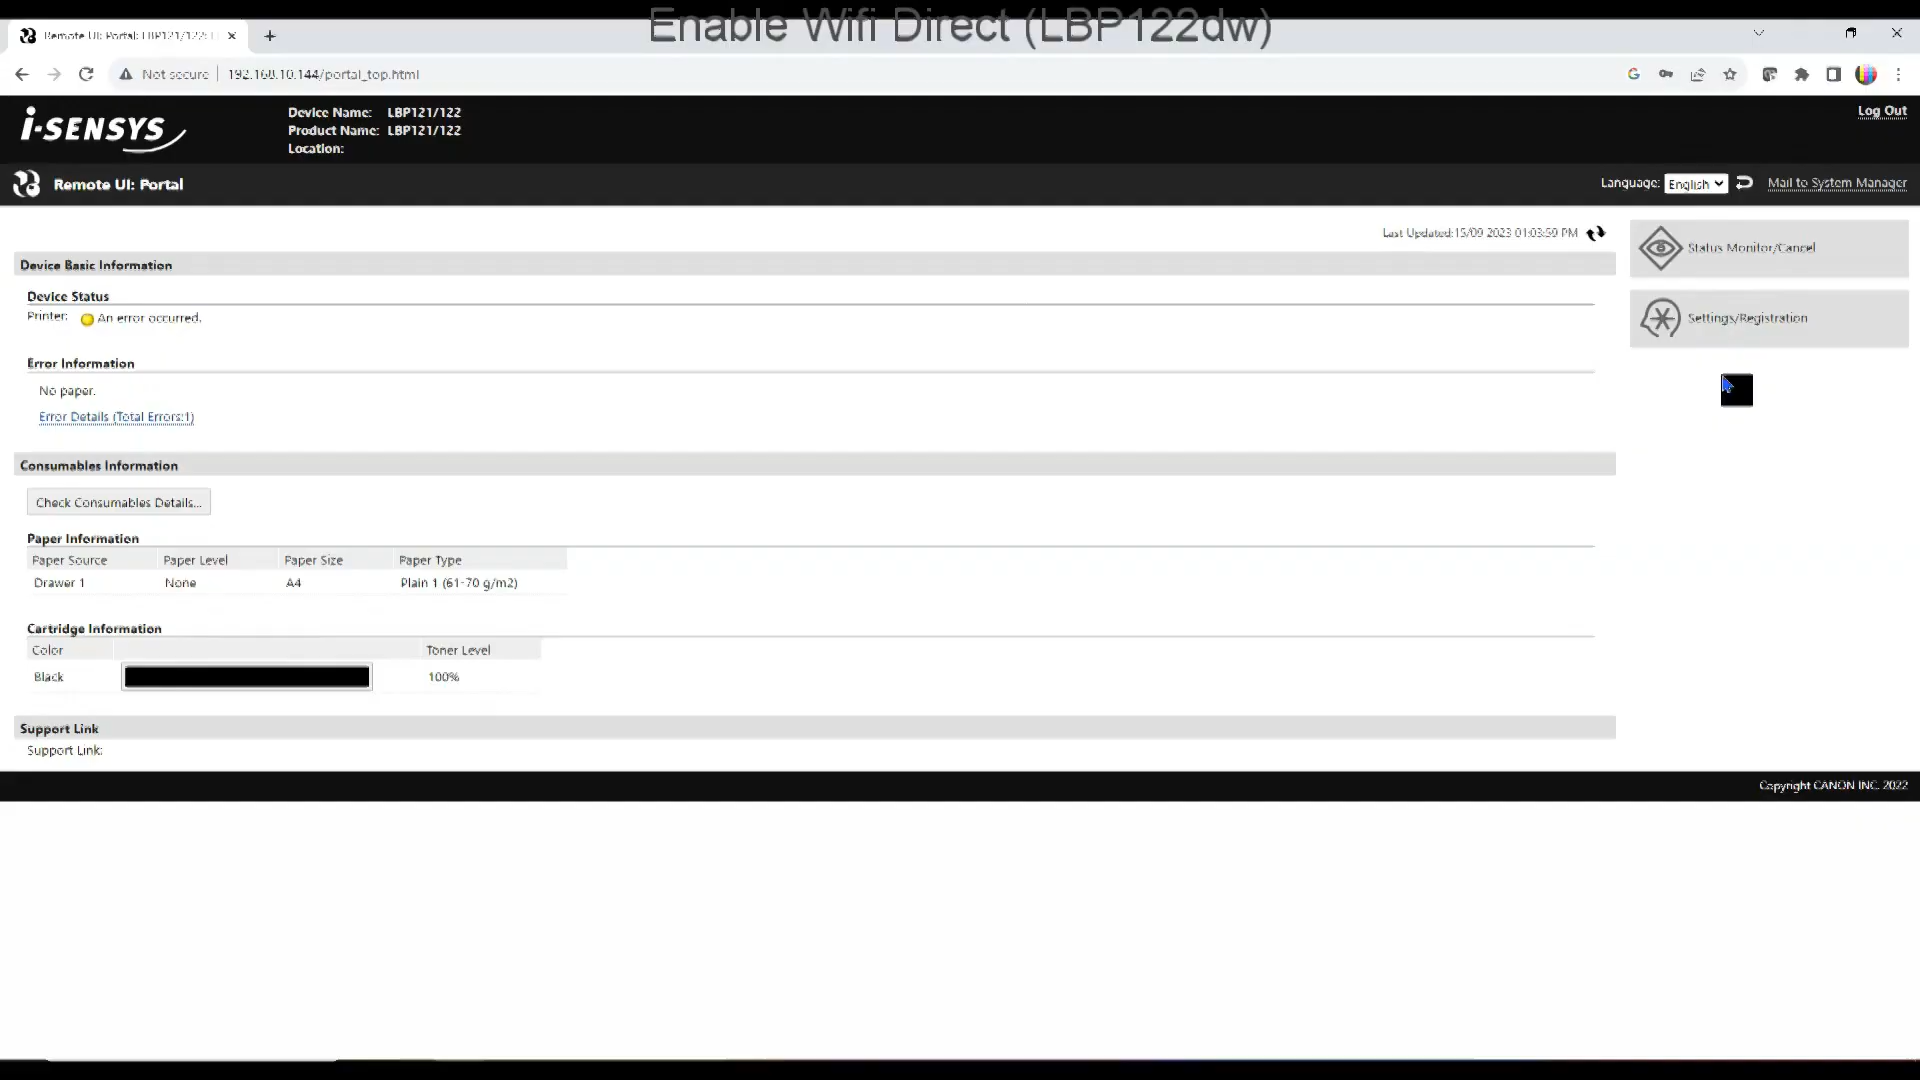 Enable Wifi Direct (LBP122dw)
Remote UI: Portal: LBP121/122: L
Not secure 192.168.10.144/portal_top.html
i-SENSYS
Device Name: LBP121/122
Product Name: LBP121/122
Location:
Log Out
Remote UI: Portal
Language: English Mail to System Manager
Last Updated:15/09 2023 01:03:59 PM
Status Monitor/Cancel
Device Basic Information
Device Status
Printer: An error occurred.
Settings/Registration
Error Information
No paper.
Error Details (Total Errors:1)
Consumables Information
Check Consumables Details...
Paper Information
Paper Source Paper Level Paper Size Paper Type
Drawer 1 None A4 Plain 1 (61-70 g/m2)
Cartridge Information
Color Toner Level
Black 100%
Support Link
Support Link:
Copyright CANON INC. 2022